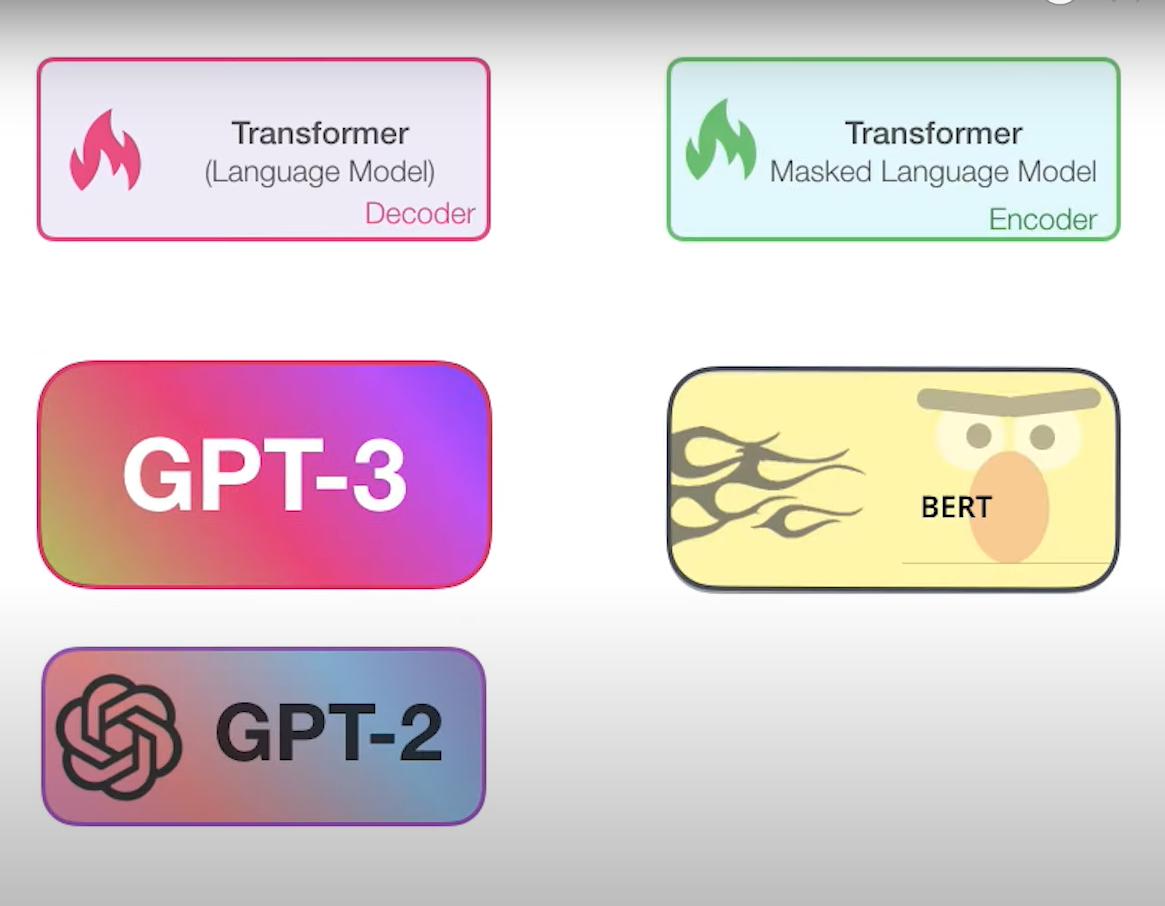 Transformer
(Language Model)
Decoder
Transformer
Masked Language Model
Encoder
GPT-3
BERT
GPT-2